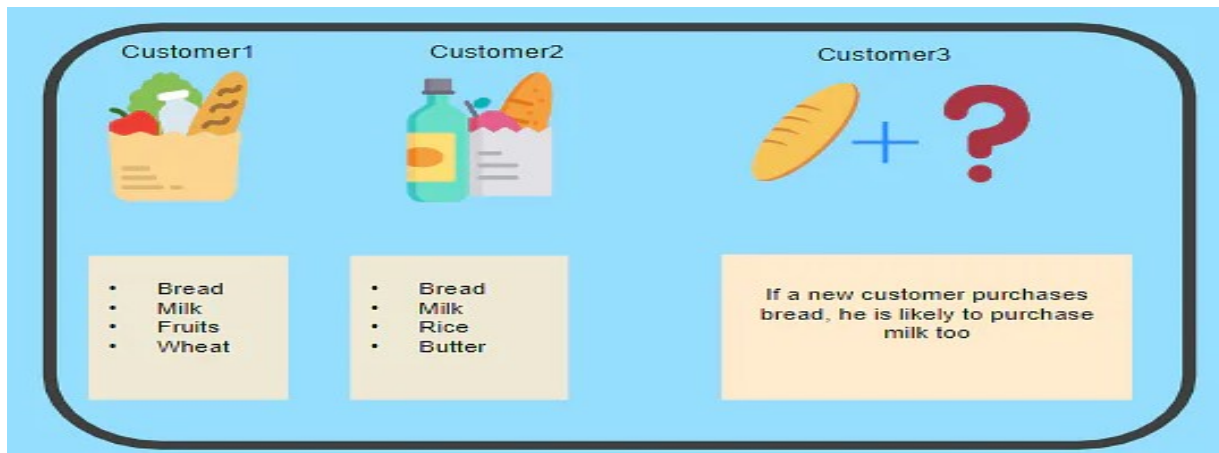 Customer1
Customer2
Customer3
• Bread
• Milk
• Fruits
• Wheat
• Bread
• Milk
• Rice
• Butter
If a new customer purchases
bread, he is likely to purchase
milk too